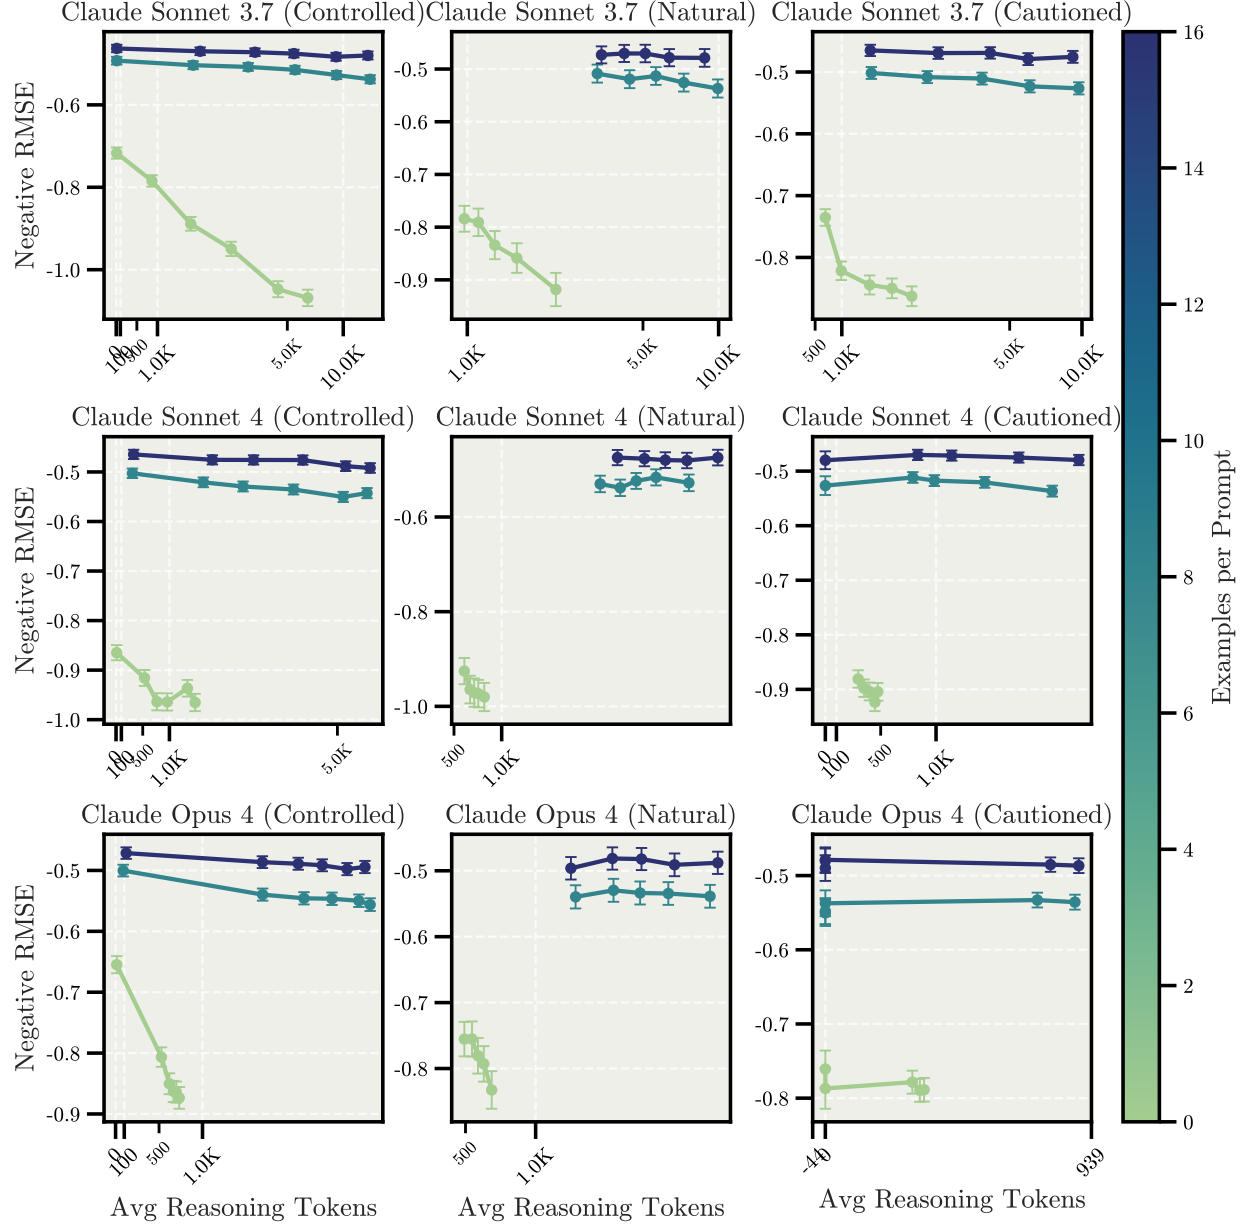 Claude Sonnet 3.7 (Controlled)
Claude Sonnet 3.7 (Natural)
Claude Sonnet 3.7 (Cautioned)
Negative RMSE
-0.6
-0.8
-1.0
0
100
500
1.0K
5.0K
10.0K
-0.5
-0.6
-0.7
-0.8
-0.9
1.0K
5.0K
10.0K
-0.5
-0.6
-0.7
-0.8
500
1.0K
5.0K
10.0K
Claude Sonnet 4 (Controlled)
Claude Sonnet 4 (Natural)
Claude Sonnet 4 (Cautioned)
Negative RMSE
-0.5
-0.6
-0.7
-0.8
-0.9
-1.0
0
100
500
1.0K
5.0K
-0.6
-0.8
-1.0
500
1.0K
-0.5
-0.6
-0.7
-0.8
-0.9
0
100
500
1.0K
Claude Opus 4 (Controlled)
Claude Opus 4 (Natural)
Claude Opus 4 (Cautioned)
Negative RMSE
-0.5
-0.6
-0.7
-0.8
-0.9
0
100
500
1.0K
Avg Reasoning Tokens
-0.5
-0.6
-0.7
-0.8
500
1.0K
Avg Reasoning Tokens
-0.5
-0.6
-0.7
-0.8
0
939
Avg Reasoning Tokens
16
14
12
10
8
6
4
2
0
Examples per Prompt